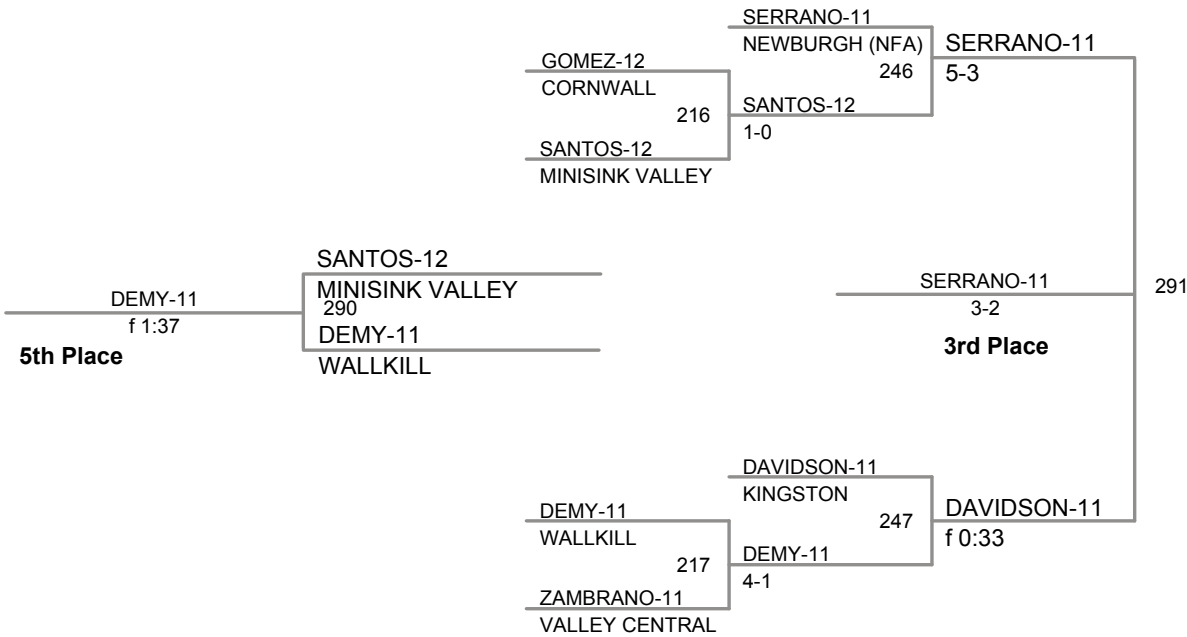 SERRANO-11
NEWBURGH (NFA)
246
SERRANO-11
5-3
GOMEZ-12
CORNWALL
216
SANTOS-12
1-0
SANTOS-12
MINISINK VALLEY
SANTOS-12
MINISINK VALLEY
290
DEMY-11
f 1:37
5th Place
DEMY-11
WALLKILL
SERRANO-11
3-2
3rd Place
291
DAVIDSON-11
KINGSTON
247
DAVIDSON-11
f 0:33
DEMY-11
WALLKILL
217
DEMY-11
4-1
ZAMBRANO-11
VALLEY CENTRAL